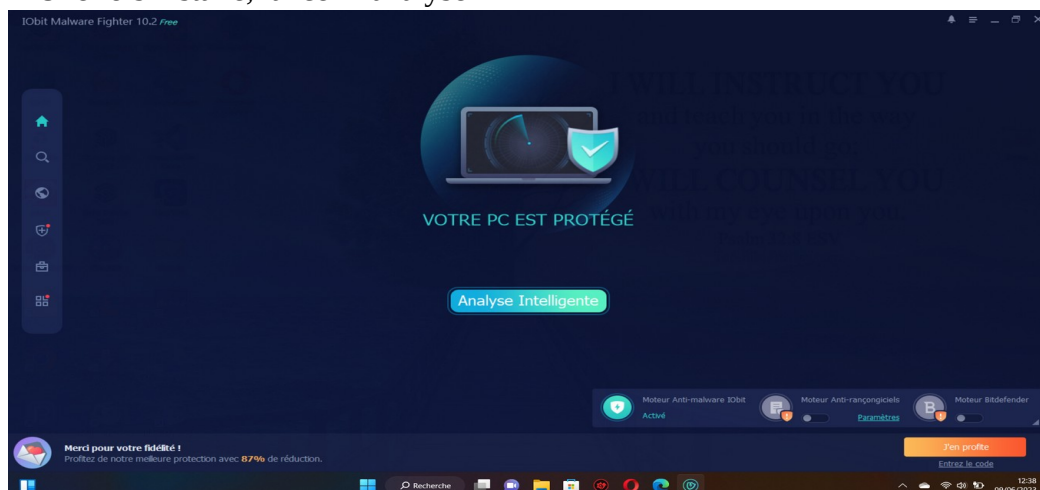 IObit Malware Fighter 10.2 Free
I WILL INSTRUCT YOU
and teach you in the way
you should go;
I WILL COUNSEL YOU
with my eye upon you
VOTRE PC EST PROTÉGÉ
Analyse Intelligente
Moteur Anti-malware IObit
Activé
Moteur Anti-rançongiciels
Paramètres
Moteur Bitdefender
Merci pour votre fidélité !
Profitez de notre meilleure protection avec 87% de réduction.
J'en profite
Entrez le code
Recherche
12:38
09/06/2023